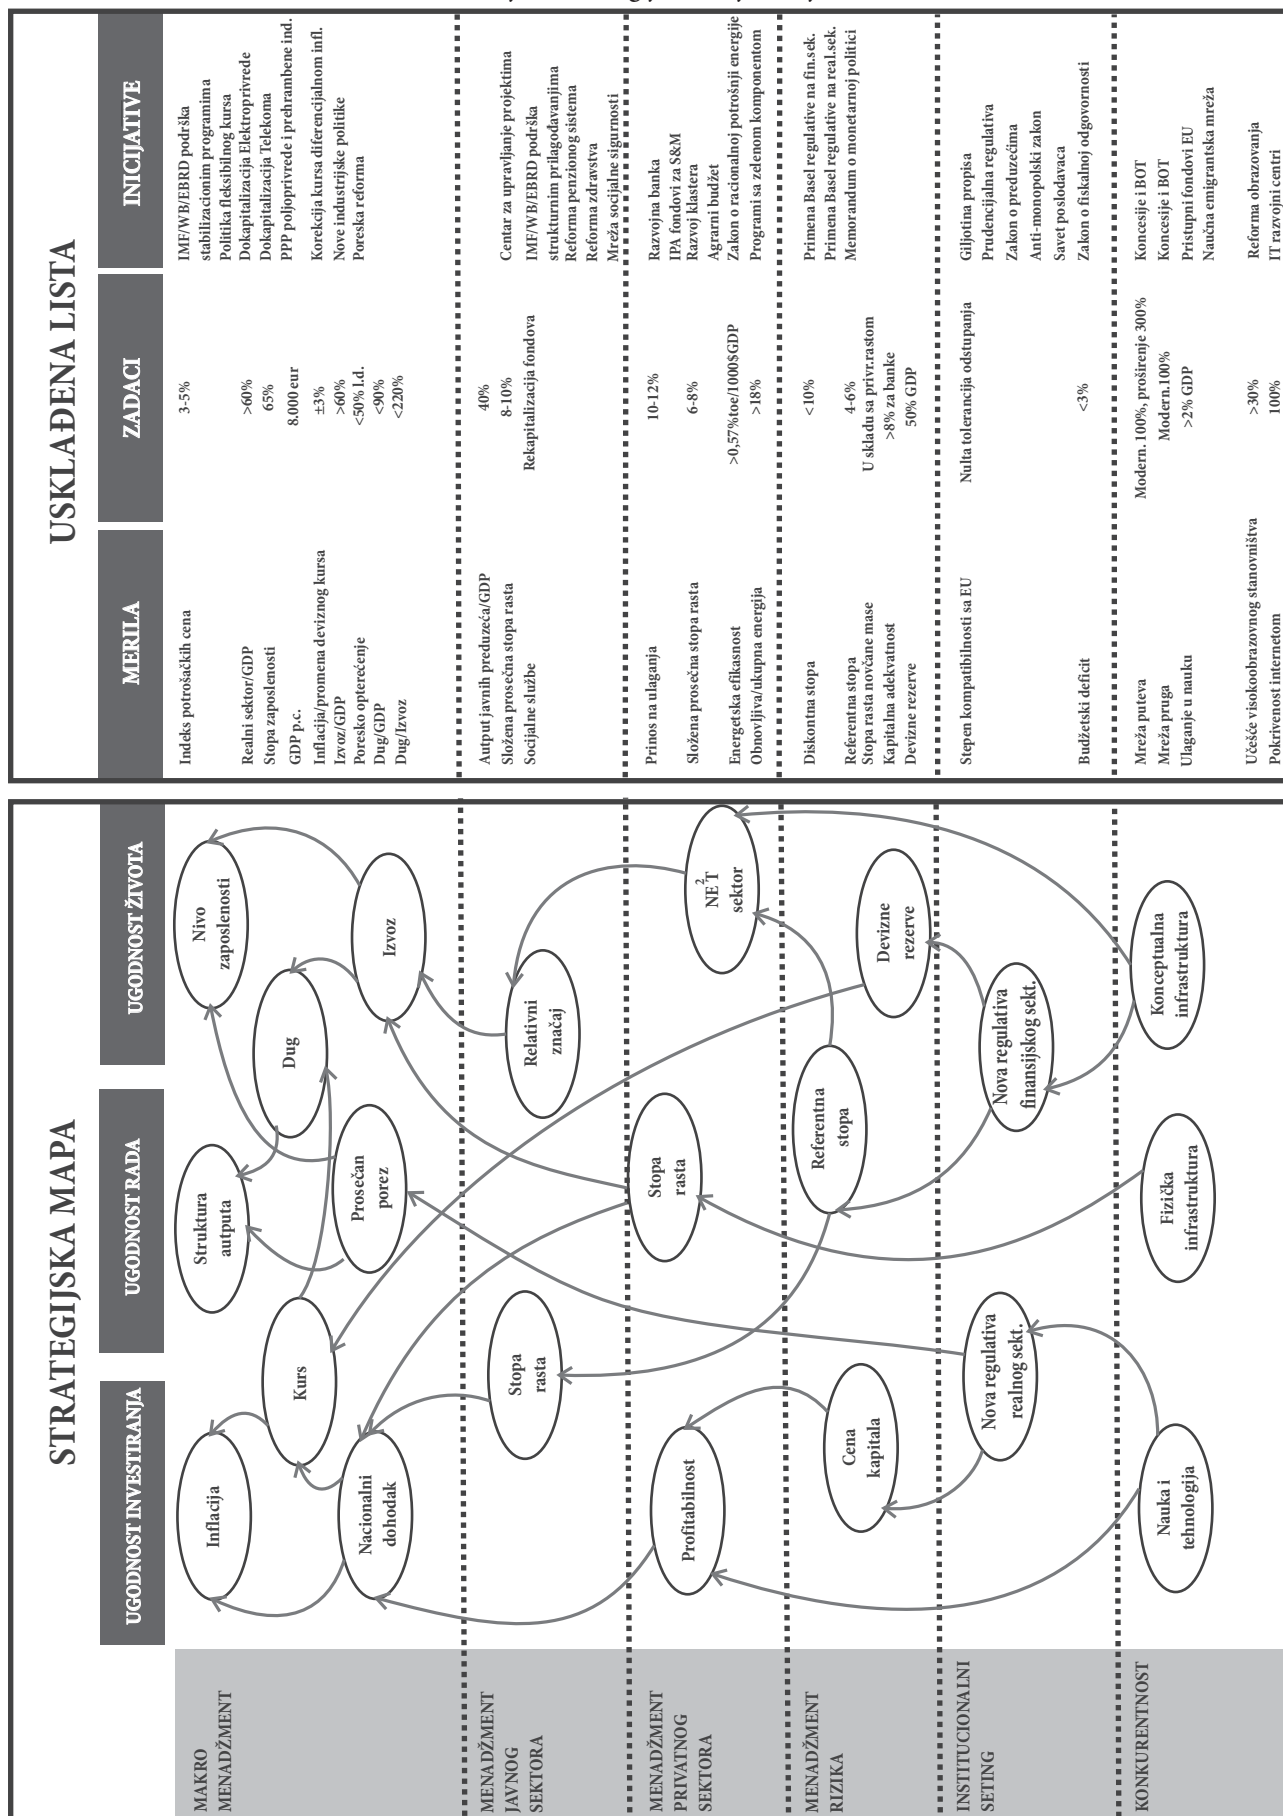 STRATEGIJSKA MAPA
UGODNOST INVESTIRANJA
UGODNOST RADA
UGODNOST ŽIVOTA
MAKRO
MENADŽMENT
Inflacija
Kurs
Nacionalni
dohodak
Struktura
autputa
Prosečan
porez
Dug
Nivo
zaposlenosti
Izvoz
MENADŽMENT
JAVNOG
SEKTORA
Stopa
rasta
Relativni
značaj
MENADŽMENT
PRIVATNOG
SEKTORA
Profitabilnost
Stopa
rasta
NE²T
sektor
MENADŽMENT
RIZIKA
Cena
kapitala
Referentna
stopa
Devizne
rezerve
INSTITUCIONALNI
SETING
Nova regulativa
realnog sekt.
Nova regulativa
finansijskog sekt.
KONKURENTNOST
Nauka i
tehnologija
Fizička
infrastruktura
Konceptualna
infrastruktura
USKLAĐENA LISTA
MERILA
ZADACI
INICIJATIVE
Indeks potrošačkih cena
Realni sektor/GDP
Stopa zaposlenosti
GDP p.c.
Inflacija/promena deviznog kursa
Izvoz/GDP
Poresko opterećenje
Dug/GDP
Dug/Izvoz
3-5%
>60%
65%
8.000 eur
±3%
>60%
<50% l.d.
<90%
<220%
IMF/WB/EBRD podrška
stabilizacionim programima
Politika fleksibilnog kursa
Dokapitalizacija Elektroprivrede
Dokapitalizacija Telekoma
PPP poljoprivrede i prehrambene ind.
Korekcija kursa diferencijalnom infl.
Nove industrijske politike
Poreska reforma
Autput javnih preduzeća/GDP
Složena prosečna stopa rasta
Socijalne službe
40%
8-10%
Rekapitalizacija fondova
Centar za upravljanje projektima
IMF/WB/EBRD podrška
strukturnim prilagođavanjima
Reforma penzionog sistema
Reforma zdravstva
Mreža socijalne sigurnosti
Prinos na ulaganja
Složena prosečna stopa rasta
Energetska efikasnost
Obnovljiva/ukupna energija
10-12%
6-8%
>0,57%toe/1000$GDP
>18%
Razvojna banka
IPA fondovi za S&M
Razvoj klastera
Agrarni budžet
Zakon o racionalnoj potrošnji energije
Programi sa zelenom komponentom
Diskontna stopa
Referentna stopa
Stopa rasta novčane mase
Kapitalna adekvatnost
Devizne rezerve
<10%
4-6%
U skladu sa privr.rastom
>8% za banke
50% GDP
Primena Basel regulative na fin.sek.
Primena Basel regulative na real.sek.
Memorandum o monetarnoj politici
Stepen kompatibilnosti sa EU
Budžetski deficit
Nulta tolerancija odstupanja
<3%
Giljotina propisa
Prudencijalna regulativa
Zakon o preduzećima
Anti-monopolski zakon
Savet poslodavaca
Zakon o fiskalnoj odgovornosti
Mreža puteva
Mreža pruga
Ulaganje u nauku
Učešće visokoobrazovnog stanovništva
Pokrivenost internetom
Modern. 100%, proširenje 300%
Modern.100%
>2% GDP
>30%
100%
Koncesije i BOT
Koncesije i BOT
Pristupni fondovi EU
Naučna emigrantska mreža
Reforma obrazovanja
IT razvojni centri